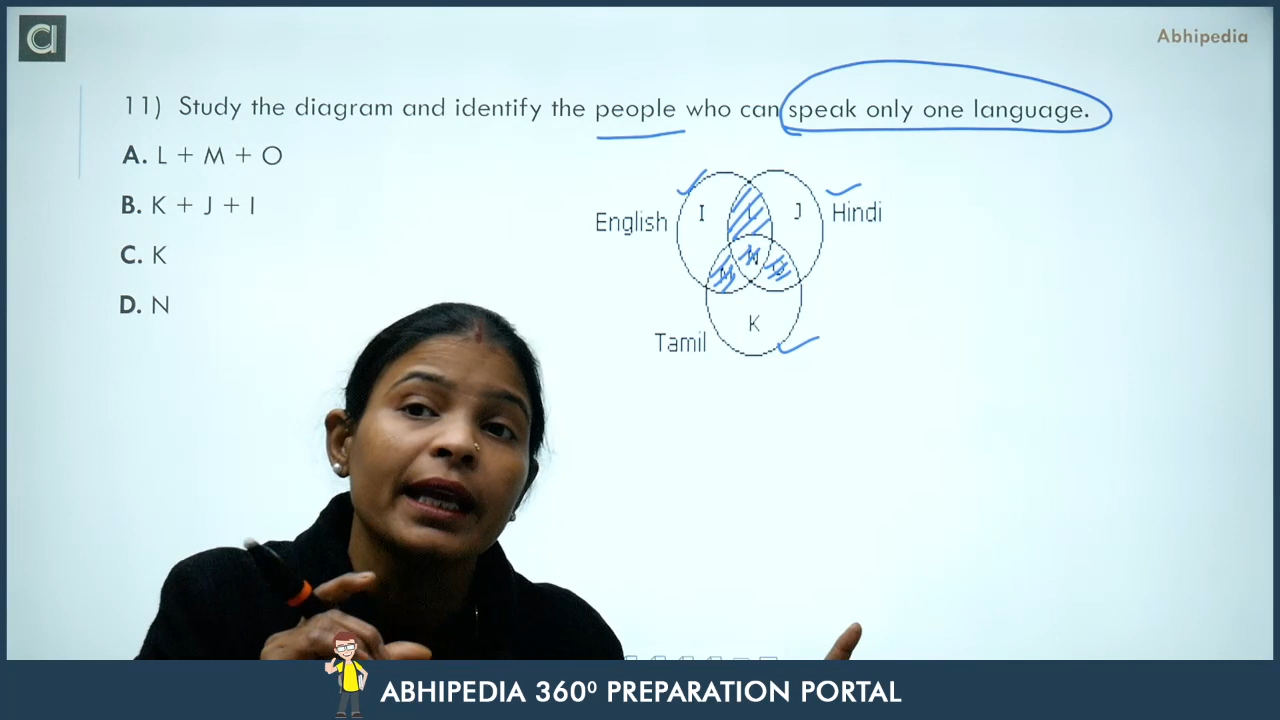 Abhipedia
11) Study the diagram and identify the people who can speak only one language.
A. L + M + O
B. K + J + I
C. K
D. N
English
I
L
J
Hindi
M
N
O
K
Tamil
ABHIPEDIA 360⁰ PREPARATION PORTAL